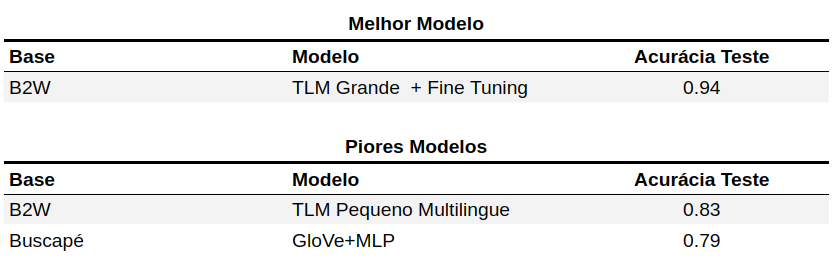 Melhor Modelo
Base Modelo Acurácia Teste
B2W TLM Grande + Fine Tuning 0.94
Piores Modelos
Base Modelo Acurácia Teste
B2W TLM Pequeno Multilingue 0.83
Buscapé GloVe+MLP 0.79